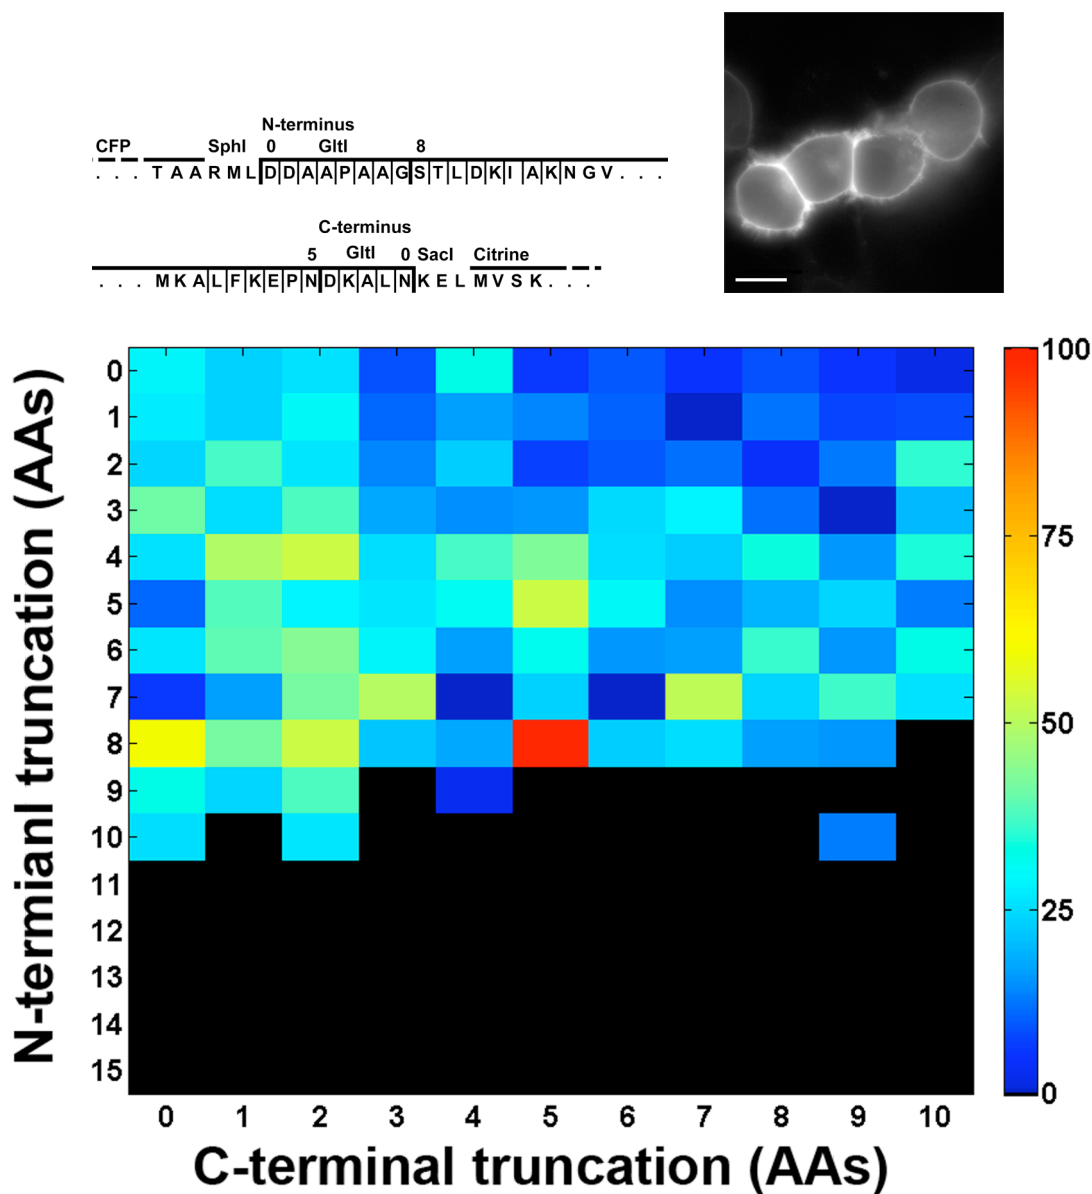 N-terminus
CFP SphI 0 GltI 8
. . . T A A R M L D D A A P A A G S T L D K I A K N G V . . .
C-terminus
5 GltI 0 SacI Citrine
. . . M K A L F K E P N D K A L N K E L M V S K . . .
N-termianl truncation (AAs)
0
1
2
3
4
5
6
7
8
9
10
11
12
13
14
15
100
75
50
25
0
0 1 2 3 4 5 6 7 8 9 10
C-terminal truncation (AAs)